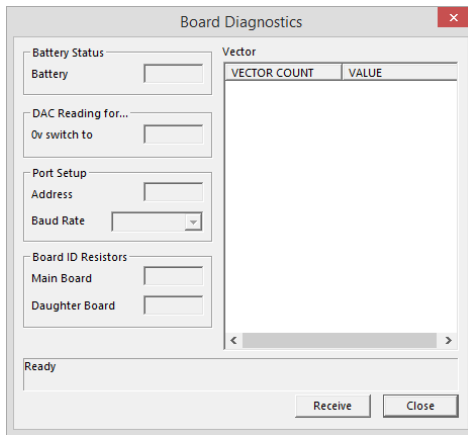 Board Diagnostics
Battery Status
Battery
DAC Reading for...
0v switch to
Port Setup
Address
Baud Rate
Board ID Resistors
Main Board
Daughter Board
Vector
VECTOR COUNT VALUE
Ready
Receive Close